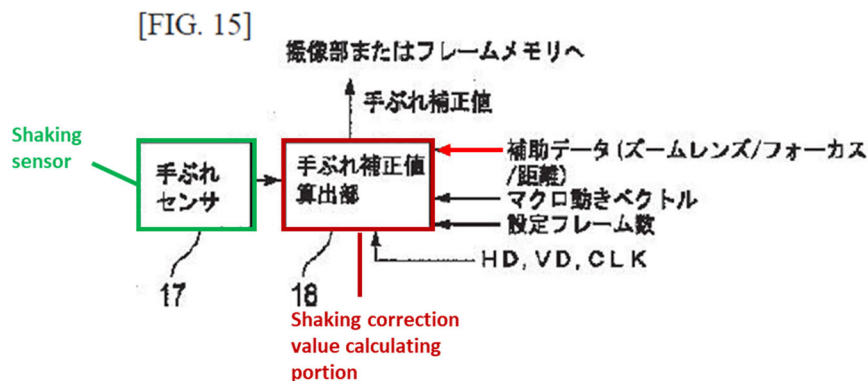 [FIG. 15]
撮像部またはフレームメモリへ
手ぶれ補正値
Shaking
sensor
手ぶれ
センサ
手ぶれ補正値
算出部
補助データ(ズームレンズ/フォーカス
/距離)
マクロ動きベクトル
設定フレーム数
HD, VD, CLK
17
18
Shaking correction
value calculating
portion